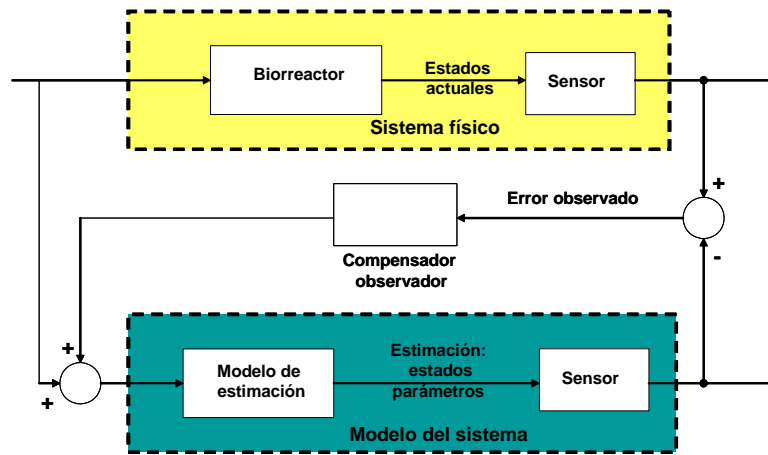 Biorreactor
Estados
actuales
Sensor
Sistema físico
+
Error observado
Compensador
observador
-
+
+
Modelo de
estimación
Estimación:
estados
parámetros
Sensor
Modelo del sistema